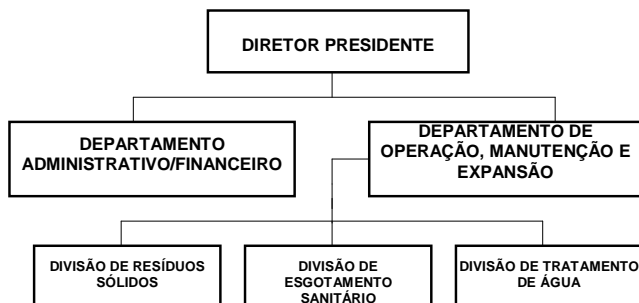 DIRETOR PRESIDENTE
DEPARTAMENTO
ADMINISTRATIVO/FINANCEIRO
DEPARTAMENTO DE
OPERAÇÃO, MANUTENÇÃO E
EXPANSÃO
DIVISÃO DE RESÍDUOS
SÓLIDOS
DIVISÃO DE
ESGOTAMENTO
SANITÁRIO
DIVISÃO DE TRATAMENTO
DE ÁGUA